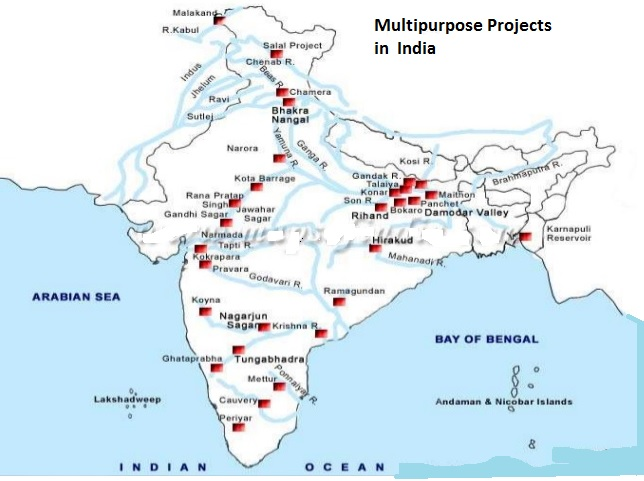 Multipurpose Projects
in India
Malakand
R.Kabul
Salal Project
Chenab R.
Indus
Jhelum
Beas R.
Chamera
Ravi
Bhakra
Nangal
Sutlej
Narora
Yamuna R.
Ganga R.
Kosi R.
Gandak R.
Brahmaputra R.
Kota Barrage
Talaiya
Konar
Maithon
Rana Pratap
Singh
Son R.
Panchet
Jawahar
Sagar
Bokaro
Gandhi Sagar
Rihand
Damodar Valley
Karnapuli
Reservoir
Narmada
Tapti R.
Hirakud
Kokrapara
Mahanadi R.
Pravara
Godavari R.
ARABIAN SEA
Ramagundan
Koyna
Nagarjun
Sagar
Krishna R.
BAY OF BENGAL
Ghataprabha
Tungabhadra
Ponnaiyar R.
Mettur
Lakshadweep
Cauvery
Andaman & Nicobar Islands
Periyar
INDIAN OCEAN